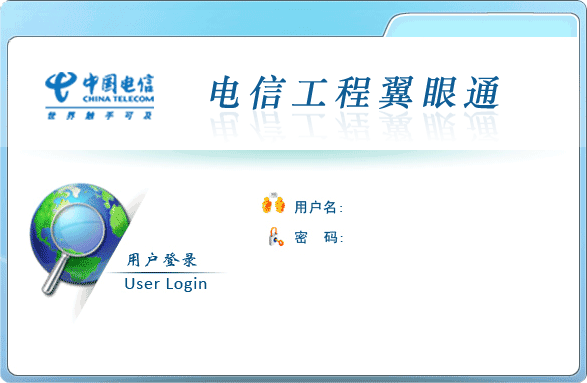 中国电信
CHINA TELECOM
世界触手可及
电信工程翼眼通
用户名:
密 码:
用户登录
User Login